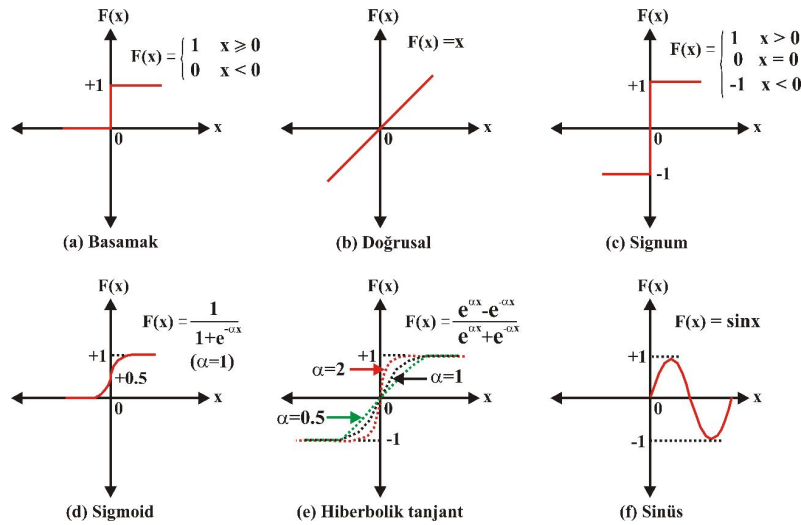 F(x)
F(x) = { 1 x ⩾ 0
0 x < 0
+1
0
x
(a) Basamak
F(x)
F(x) =x
0
x
(b) Doğrusal
F(x)
F(x) = { 1 x > 0
0 x = 0
-1 x < 0
+1
0
x
-1
(c) Signum
F(x)
F(x) = 1 / 1+e^-αx
(α=1)
+1
+0.5
0
x
(d) Sigmoid
F(x)
F(x) = e^αx-e^-αx / e^αx+e^-αx
+1
α=2
α=1
0
x
α=0.5
-1
(e) Hiberbolik tanjant
F(x)
F(x) = sinx
+1
0
x
-1
(f) Sinüs